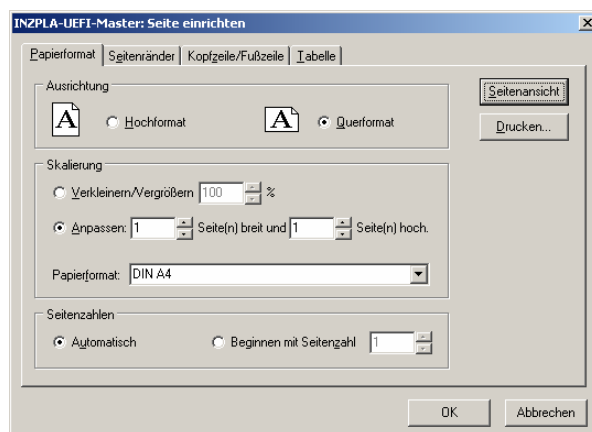 INZPLA-UEFI-Master: Seite einrichten
Papierformat Seitenränder Kopfzeile/Fußzeile Tabelle
Ausrichtung
A Hochformat A Querformat
Seitenansicht
Drucken...
Skalierung
Verkleinern/Vergrößern 100 %
Anpassen: 1 Seite(n) breit und 1 Seite(n) hoch.
Papierformat: DIN A4
Seitenzahlen
Automatisch Beginnen mit Seitenzahl 1
OK Abbrechen